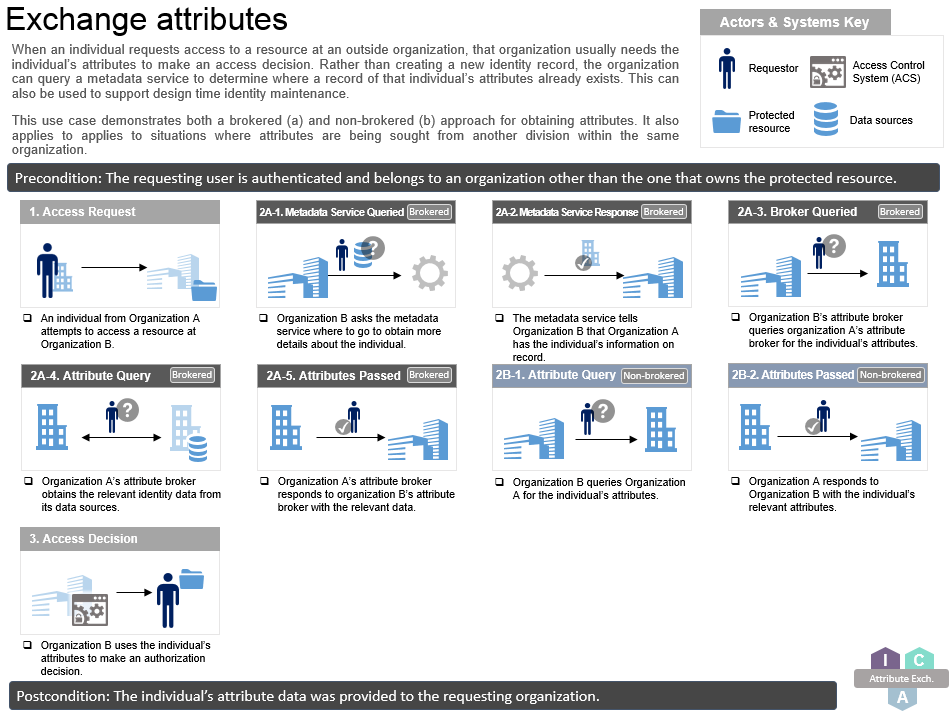 Exchange attributes
When an individual requests access to a resource at an outside organization, that organization usually needs the
individual's attributes to make an access decision. Rather than creating a new identity record, the organization
can query a metadata service to determine where a record of that individual's attributes already exists. This can
also be used to support design time identity maintenance.
This use case demonstrates both a brokered (a) and non-brokered (b) approach for obtaining attributes. It also
applies to applies to situations where attributes are being sought from another division within the same
organization.
Actors & Systems Key
Requestor
Access Control
System (ACS)
Protected
resource
Data sources
Precondition: The requesting user is authenticated and belongs to an organization other than the one that owns the protected resource.
1. Access Request
An individual from Organization A
attempts to access a resource at
Organization B.
2A-1. Metadata Service Queried Brokered
?
Organization B asks the metadata
service where to go to obtain more
details about the individual.
2A-2. Metadata Service Response Brokered
The metadata service tells
Organization B that Organization A
has the individual's information on
record.
2A-3. Broker Queried Brokered
?
Organization B's attribute broker
queries organization A's attribute
broker for the individual's attributes.
2A-4. Attribute Query Brokered
?
Organization A's attribute broker
obtains the relevant identity data from
its data sources.
2A-5. Attributes Passed Brokered
Organization A's attribute broker
responds to organization B's attribute
broker with the relevant data.
2B-1. Attribute Query Non-brokered
?
Organization B queries Organization
A for the individual's attributes.
2B-2. Attributes Passed Non-brokered
Organization A responds to
Organization B with the individual's
relevant attributes.
3. Access Decision
Organization B uses the individual's
attributes to make an authorization
decision.
Postcondition: The individual's attribute data was provided to the requesting organization.
I C
Attribute Exch.
A